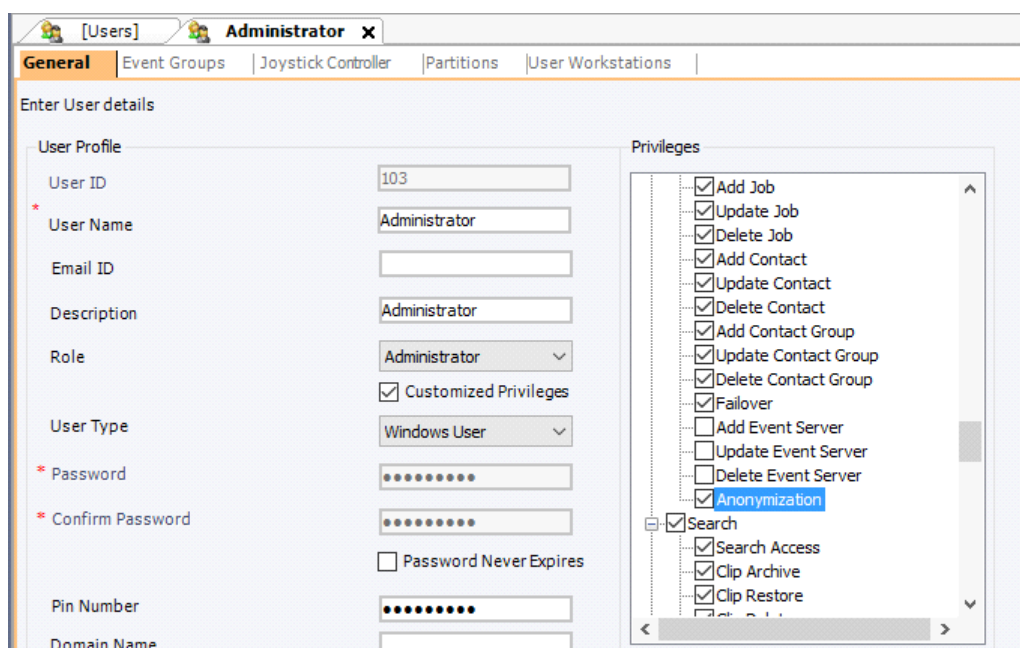 [Users] Administrator X
General Event Groups Joystick Controller Partitions User Workstations
Enter User details
User Profile
User ID 103
* User Name Administrator
Email ID
Description Administrator
Role Administrator
Customized Privileges
User Type Windows User
* Password •••••••••
* Confirm Password •••••••••
Password Never Expires
Pin Number •••••••••
Domain Name
Privileges
Add Job
Update Job
Delete Job
Add Contact
Update Contact
Delete Contact
Add Contact Group
Update Contact Group
Delete Contact Group
Failover
Add Event Server
Update Event Server
Delete Event Server
Anonymization
Search
Search Access
Clip Archive
Clip Restore